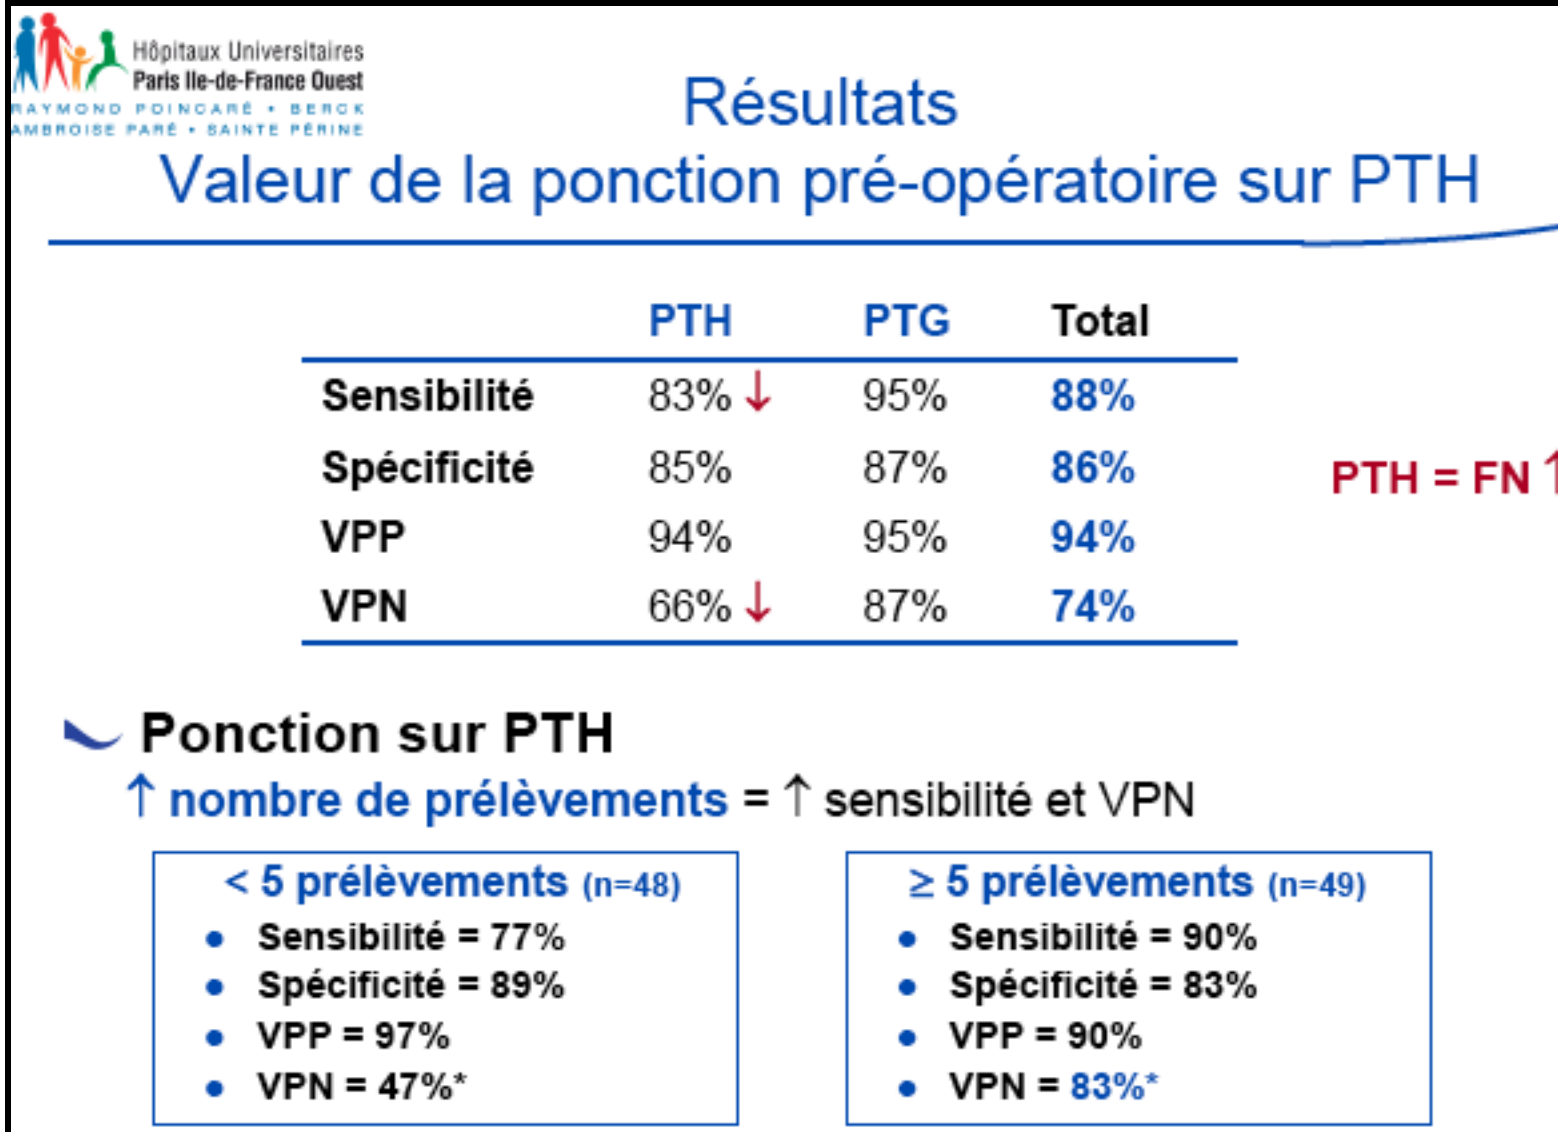 Hôpitaux Universitaires
Paris Ile-de-France Ouest
RAYMOND POINCARÉ • BERCK
AMBROISE PARÉ • SAINTE PÉRINE
Résultats
Valeur de la ponction pré-opératoire sur PTH
PTH PTG Total
Sensibilité 83% ↓ 95% 88%
Spécificité 85% 87% 86%
PTH = FN ↑
VPP 94% 95% 94%
VPN 66% ↓ 87% 74%
Ponction sur PTH
↑ nombre de prélèvements = ↑ sensibilité et VPN
< 5 prélèvements (n=48)
• Sensibilité = 77%
• Spécificité = 89%
• VPP = 97%
• VPN = 47%*
≥ 5 prélèvements (n=49)
• Sensibilité = 90%
• Spécificité = 83%
• VPP = 90%
• VPN = 83%*